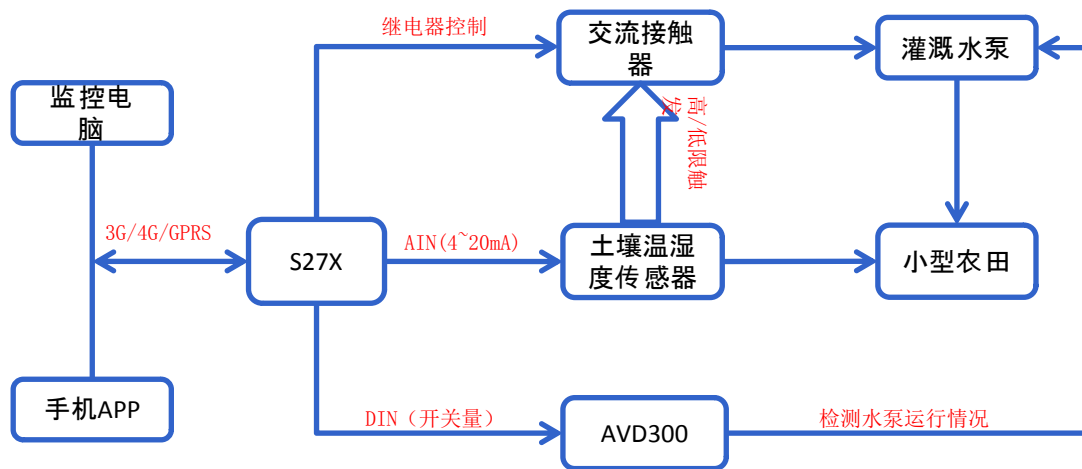 继电器控制
交流接触
器
灌溉水泵
监控电
脑
高/低限触
发
3G/4G/GPRS
S27X
AIN(4~20mA)
土壤温湿
度传感器
小型农田
手机APP
DIN（开关量）
AVD300
检测水泵运行情况